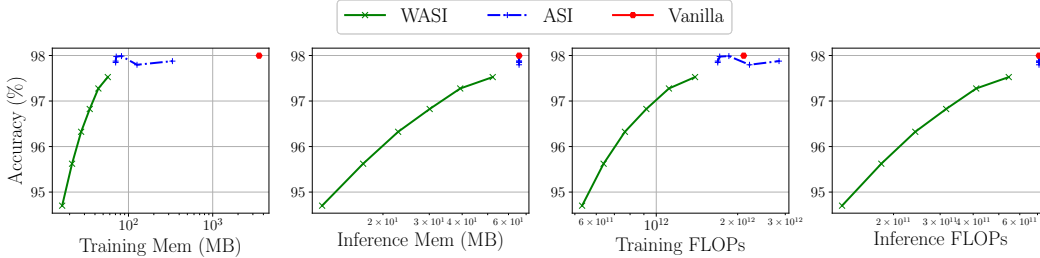 WASI ASI Vanilla
98 98 98 98
97 97 97 97
96 96 96 96
95 95 95 95
Accuracy (%)
10² 10³ 2 × 10¹ 3 × 10¹ 4 × 10¹ 6 × 10¹ 6 × 10¹¹ 10¹² 2 × 10¹² 3 × 10¹² 2 × 10¹¹ 3 × 10¹¹ 4 × 10¹¹ 6 × 10¹¹
Training Mem (MB) Inference Mem (MB) Training FLOPs Inference FLOPs